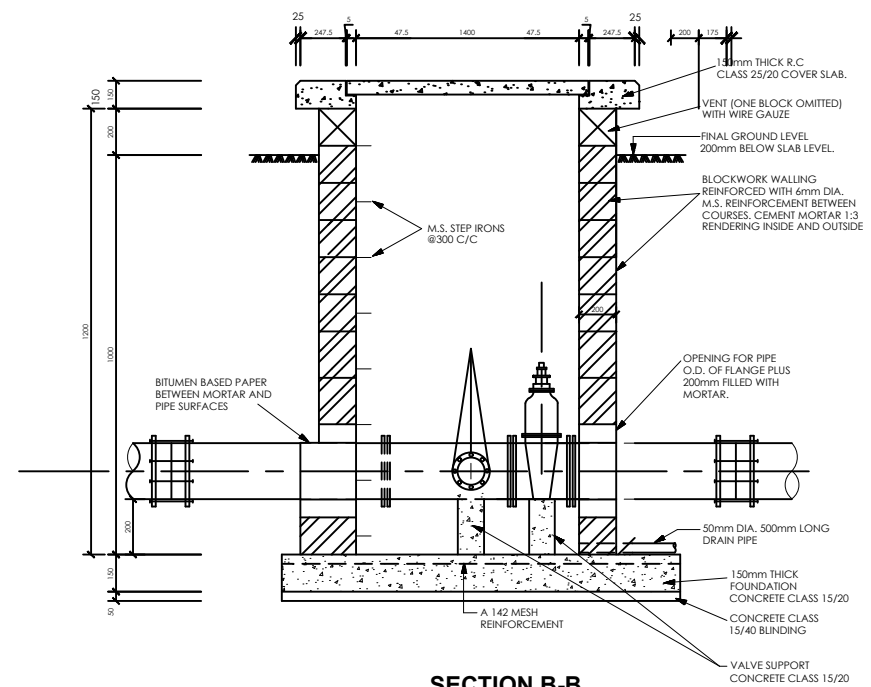 25
247.5
5
47.5
1400
47.5
5
247.5
25
200
175
150
150
200
1200
1000
200
150
50
150mm THICK R.C
CLASS 25/20 COVER SLAB.
VENT (ONE BLOCK OMITTED)
WITH WIRE GAUZE
FINAL GROUND LEVEL
200mm BELOW SLAB LEVEL.
BLOCKWORK WALLING
REINFORCED WITH 6mm DIA.
M.S. REINFORCEMENT BETWEEN
COURSES. CEMENT MORTAR 1:3
RENDERING INSIDE AND OUTSIDE
M.S. STEP IRONS
@300 C/C
200
BITUMEN BASED PAPER
BETWEEN MORTAR AND
PIPE SURFACES
OPENING FOR PIPE
O.D. OF FLANGE PLUS
200mm FILLED WITH
MORTAR.
50mm DIA. 500mm LONG
DRAIN PIPE
150mm THICK
FOUNDATION
CONCRETE CLASS 15/20
A 142 MESH
REINFORCEMENT
CONCRETE CLASS
15/40 BLINDING
VALVE SUPPORT
CONCRETE CLASS 15/20
SECTION B-B